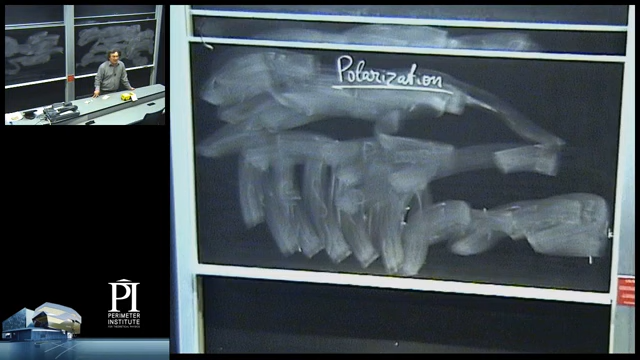 Polarization
PI
PERIMETER
INSTITUTE
FOR THEORETICAL PHYSICS